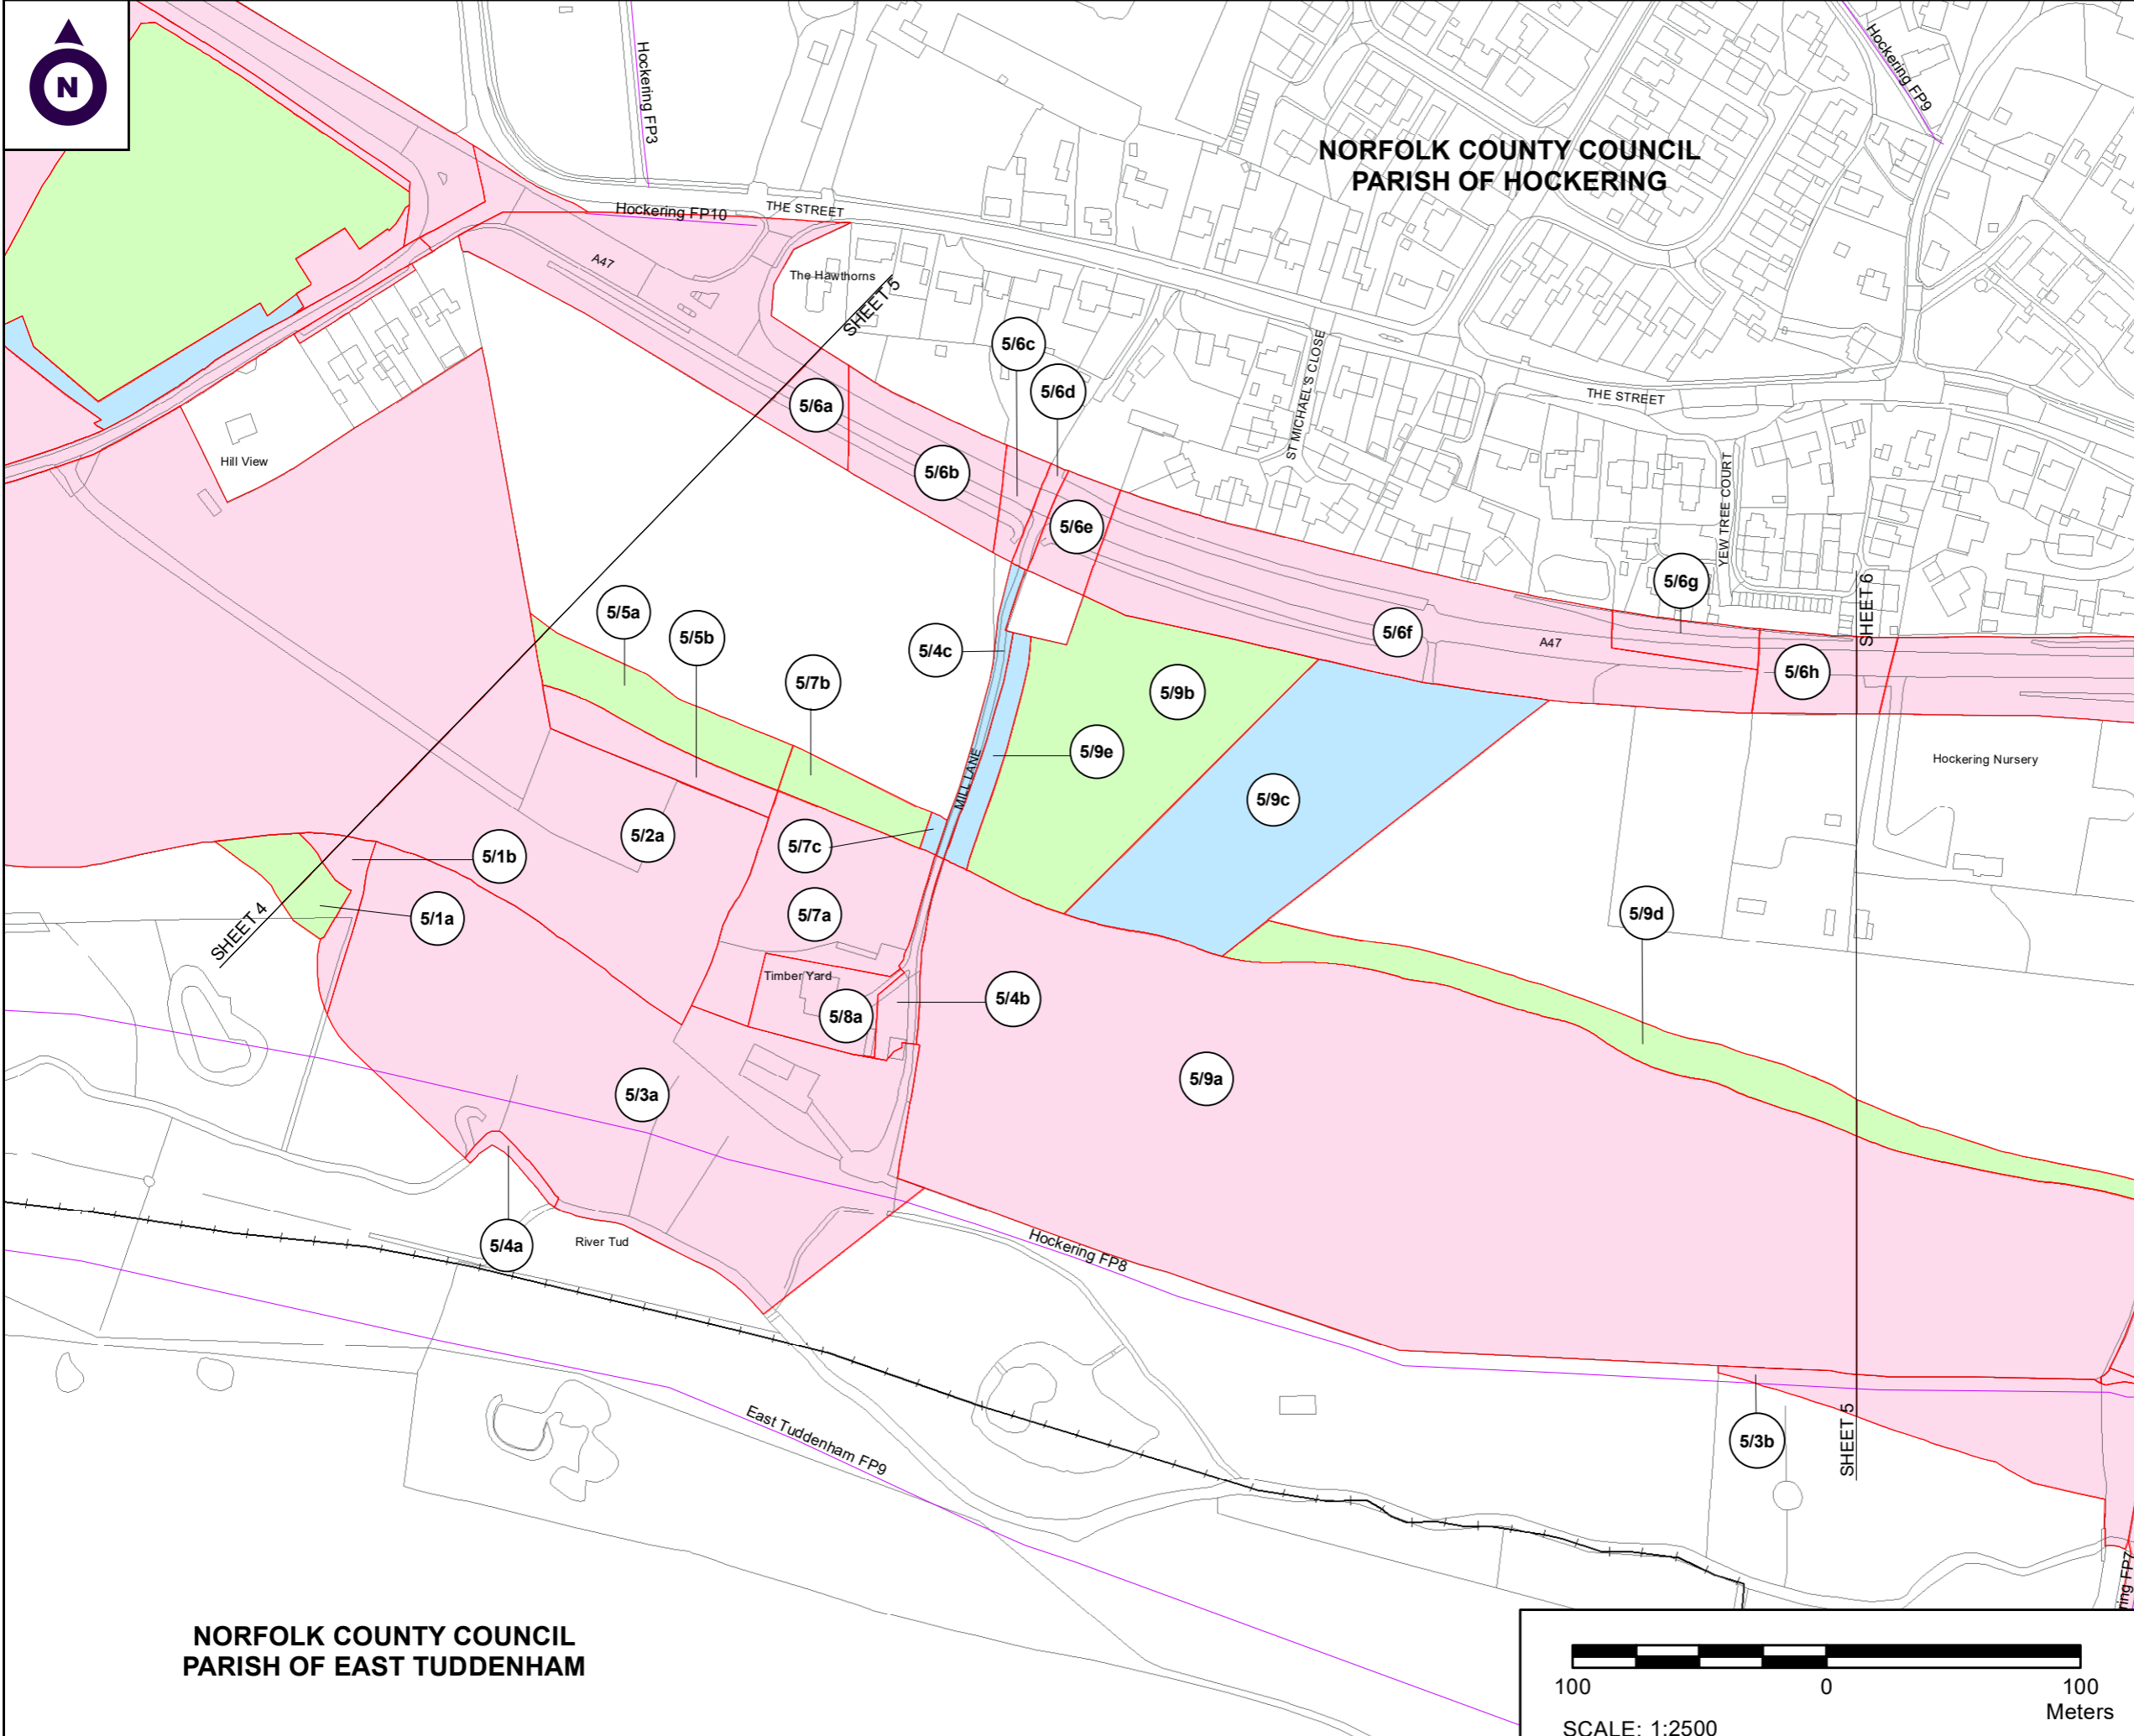 N
Hockering FP3
Hockering FP9
NORFOLK COUNTY COUNCIL
PARISH OF HOCKERING
Hockering FP10
THE STREET
A47
The Hawthorns
SHEET 5
5/6c
5/6d
5/6a
ST MICHAEL'S CLOSE
THE STREET
Hill View
5/6b
YEW TREE COURT
5/6e
5/6g
SHEET 6
5/5a
5/5b
5/4c
5/6f
A47
5/7b
5/9b
5/6h
MILL LANE
5/9e
Hockering Nursery
5/9c
5/2a
5/7c
5/1b
5/1a
5/7a
5/9d
SHEET 4
Timber Yard
5/8a
5/4b
5/3a
5/9a
5/4a
River Tud
Hockering FP8
East Tuddenham FP9
5/3b
SHEET 5
ing FP7
NORFOLK COUNTY COUNCIL
PARISH OF EAST TUDDENHAM
100 0 100
Meters
SCALE: 1:2500